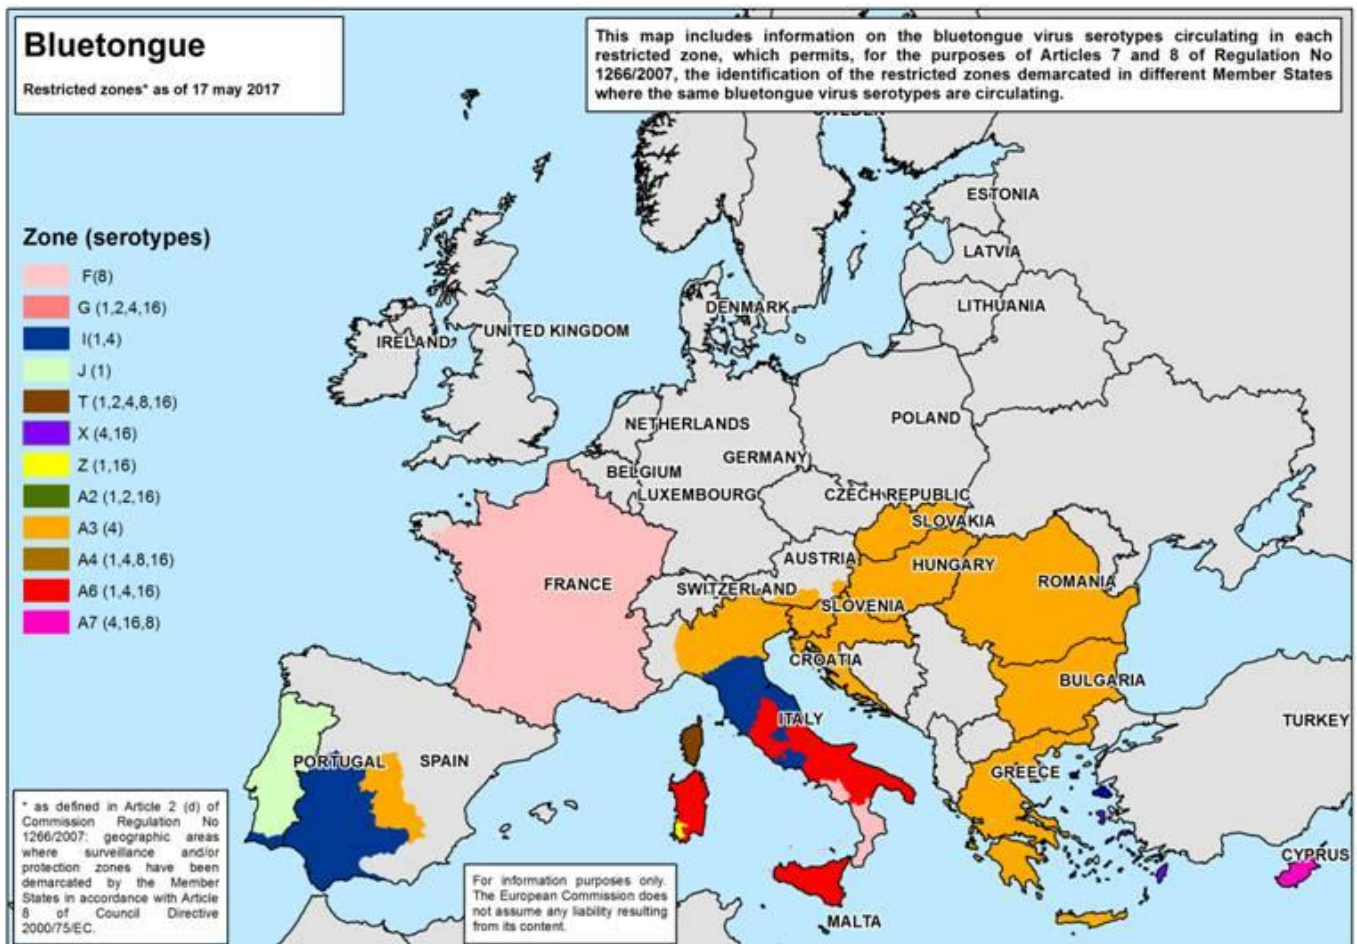 Bluetongue
Restricted zones* as of 17 may 2017
This map includes information on the bluetongue virus serotypes circulating in each
restricted zone, which permits, for the purposes of Articles 7 and 8 of Regulation No
1266/2007, the identification of the restricted zones demarcated in different Member States
where the same bluetongue virus serotypes are circulating.
SWEDEN
ESTONIA
LATVIA
LITHUANIA
DENMARK
UNITED KINGDOM
IRELAND
Zone (serotypes)
F(8)
G (1,2,4,16)
I(1,4)
J (1)
T (1,2,4,8,16)
X (4,16)
Z (1,16)
A2 (1,2,16)
A3 (4)
A4 (1,4,8,16)
A6 (1,4,16)
A7 (4,16,8)
NETHERLANDS
POLAND
GERMANY
BELGIUM
LUXEMBOURG
CZECH REPUBLIC
SLOVAKIA
AUSTRIA
HUNGARY
FRANCE
SWITZERLAND
ROMANIA
SLOVENIA
CROATIA
BULGARIA
ITALY
TURKEY
PORTUGAL
SPAIN
GREECE
CYPRUS
MALTA
* as defined in Article 2 (d) of
Commission Regulation No
1266/2007: geographic areas
where surveillance and/or
protection zones have been
demarcated by the Member
States in accordance with Article
8 of Council Directive
2000/75/EC.
For information purposes only.
The European Commission does
not assume any liability resulting
from its content.